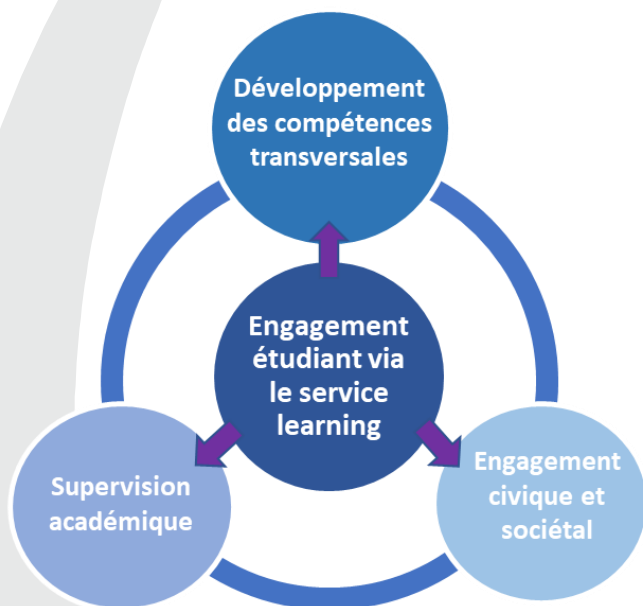 Développement
des compétences
transversales
Engagement
étudiant via
le service
learning
Supervision
académique
Engagement
civique et
sociétal